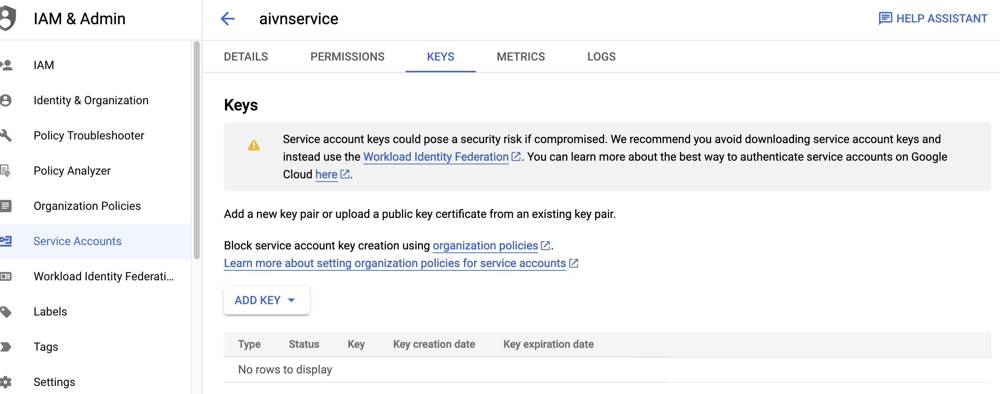 IAM & Admin
IAM
Identity & Organization
Policy Troubleshooter
Policy Analyzer
Organization Policies
Service Accounts
Workload Identity Federati...
Labels
Tags
Settings
aivnservice
HELP ASSISTANT
DETAILS PERMISSIONS KEYS METRICS LOGS
Keys
Service account keys could pose a security risk if compromised. We recommend you avoid downloading service account keys and
instead use the Workload Identity Federation. You can learn more about the best way to authenticate service accounts on Google
Cloud here.
Add a new key pair or upload a public key certificate from an existing key pair.
Block service account key creation using organization policies.
Learn more about setting organization policies for service accounts
ADD KEY
Type Status Key Key creation date Key expiration date
No rows to display